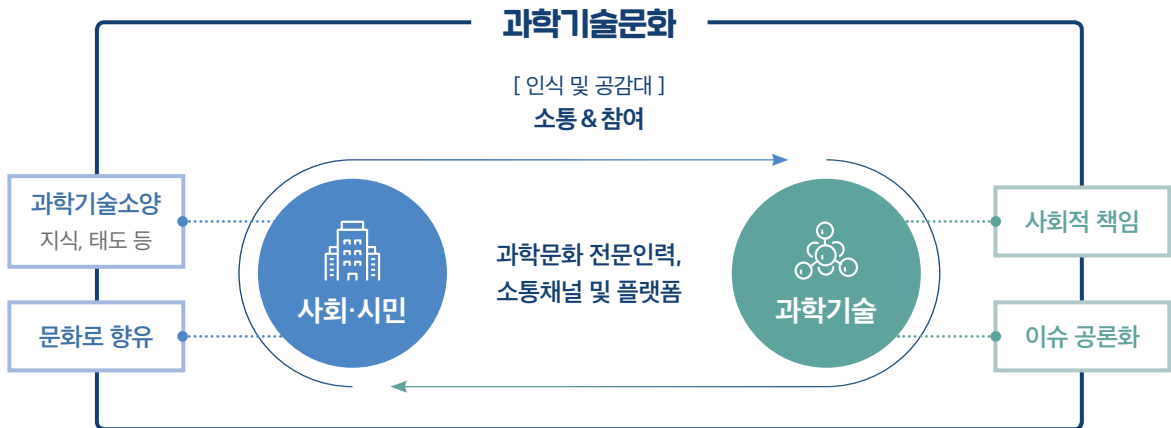 과학기술문화
[ 인식 및 공감대 ]
소통 & 참여
과학기술소양
지식, 태도 등
문화로 향유
사회·시민
과학문화 전문인력,
소통채널 및 플랫폼
과학기술
사회적 책임
이슈 공론화